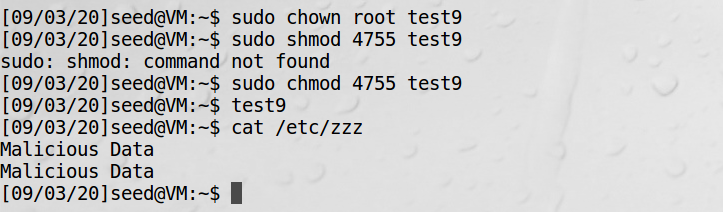 [09/03/20]seed@VM:~$ sudo chown root test9
[09/03/20]seed@VM:~$ sudo shmod 4755 test9
sudo: shmod: command not found
[09/03/20]seed@VM:~$ sudo chmod 4755 test9
[09/03/20]seed@VM:~$ test9
[09/03/20]seed@VM:~$ cat /etc/zzz
Malicious Data
Malicious Data
[09/03/20]seed@VM:~$